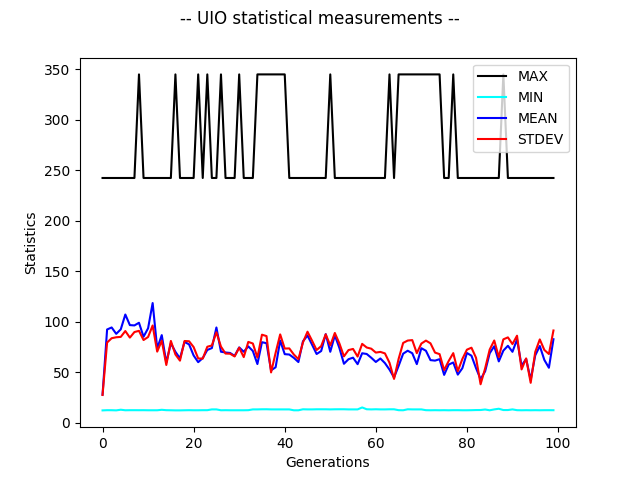 -- UIO statistical measurements --
350
300
250
200
150
100
50
0
Statistics
MAX
MIN
MEAN
STDEV
0 20 40 60 80 100
Generations